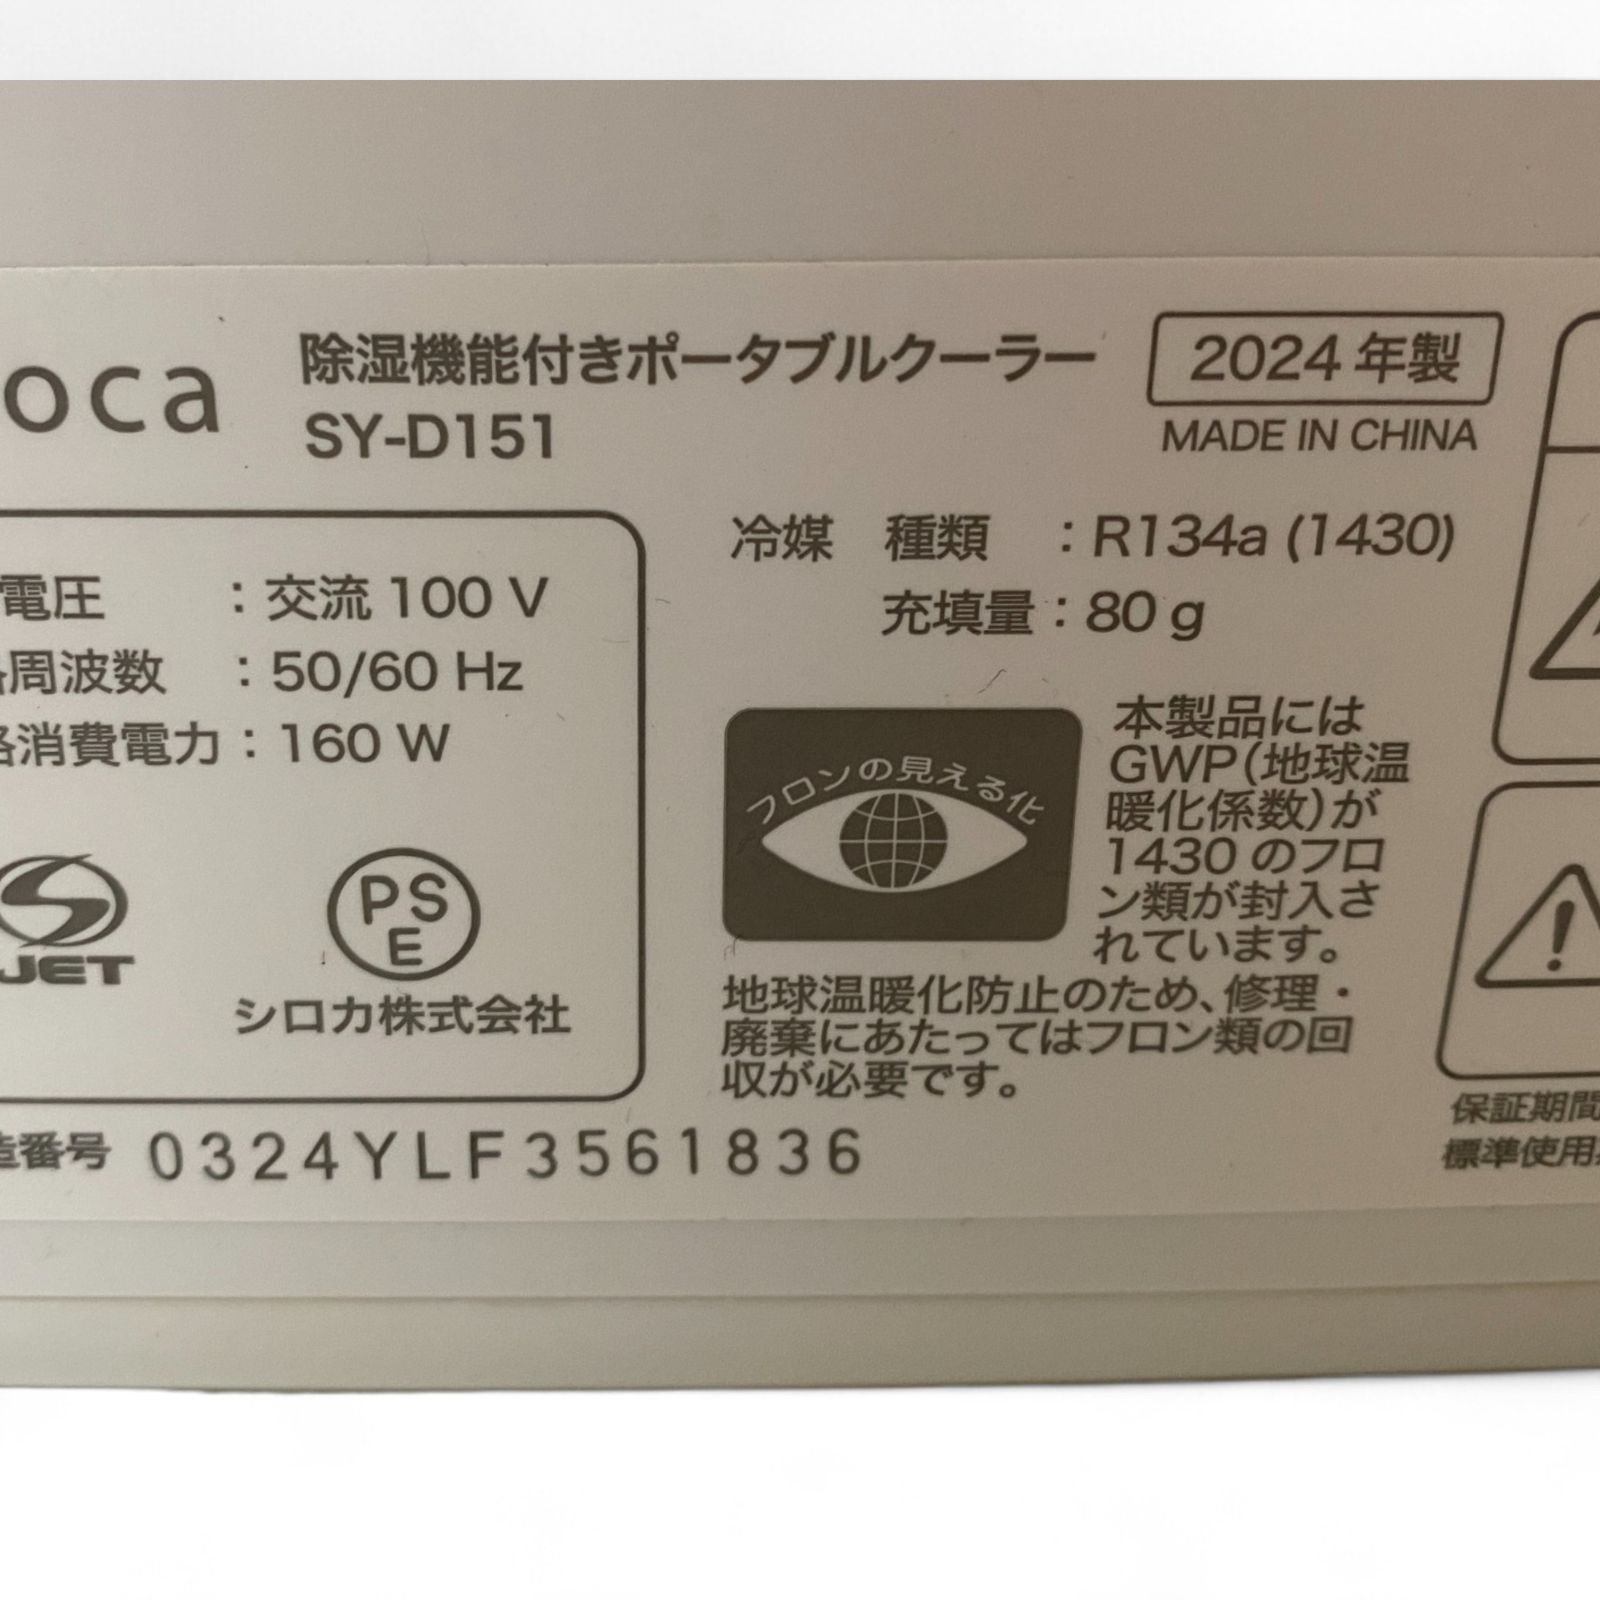 oca
除湿機能付きポータブルクーラー
SY-D151
2024 年製
MADE IN CHINA
電圧 : 交流 100 V
周波数 : 50/60 Hz
格消費電力 : 160 W
冷媒 種類 : R134a (1430)
充填量 : 80 g
フロンの見える化
本製品には
GWP(地球温
暖化係数)が
1430 のフロ
ン類が封入さ
れています。
地球温暖化防止のため、修理・
廃棄にあたってはフロン類の回
収が必要です。
JET
PS
E
シロカ株式会社
造番号 0324YLF3561836
保証期間
標準使用